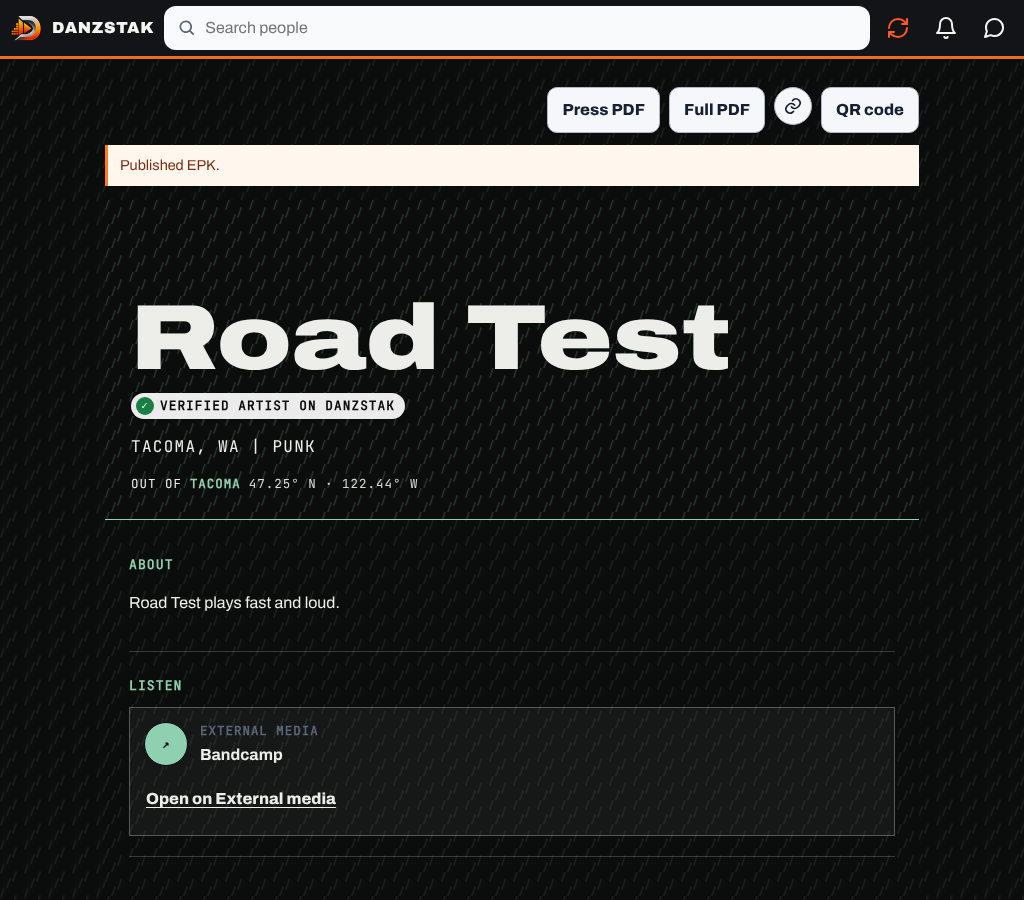 DANZSTAK
Search people
Press PDF
Full PDF
QR code
Published EPK.
Road Test
✓ VERIFIED ARTIST ON DANZSTAK
TACOMA, WA | PUNK
OUT OF TACOMA 47.25° N · 122.44° W
ABOUT
Road Test plays fast and loud.
LISTEN
↗
EXTERNAL MEDIA
Bandcamp
Open on External media